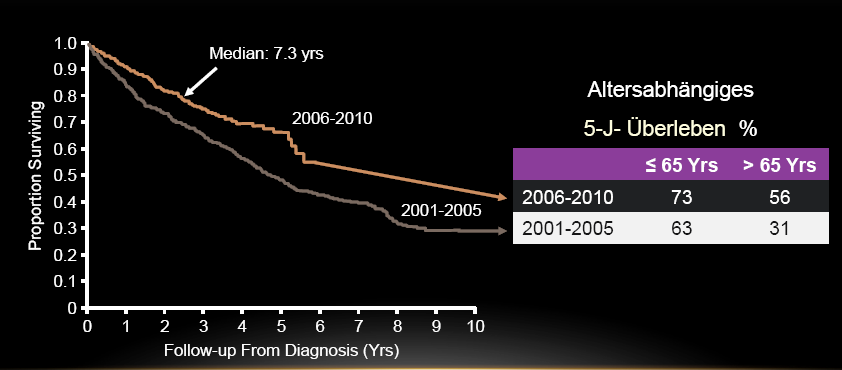 Median: 7.3 yrs
2006-2010
2001-2005
Proportion Surviving
1.0
0.9
0.8
0.7
0.6
0.5
0.4
0.3
0.2
0.1
0
0 1 2 3 4 5 6 7 8 9 10
Follow-up From Diagnosis (Yrs)
Altersabhängiges
5-J- Überleben %
≤ 65 Yrs > 65 Yrs
2006-2010 73 56
2001-2005 63 31